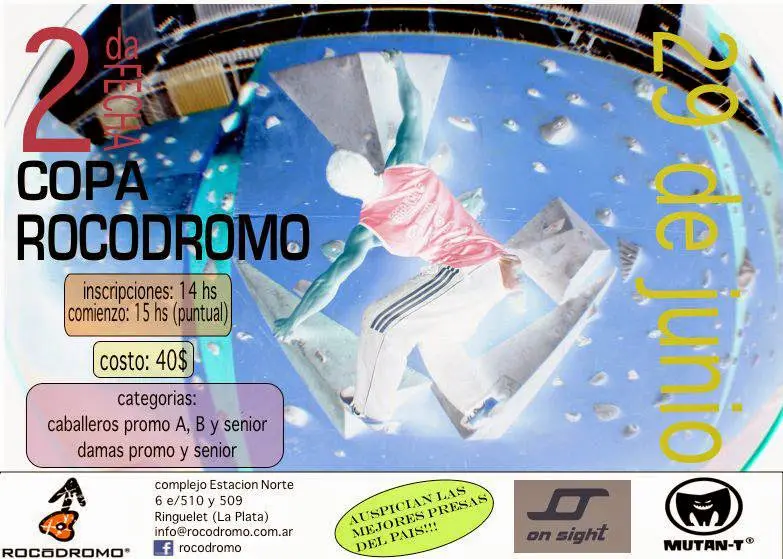 2
da
FECHA
COPA
ROCODROMO
29 de junio
inscripciones: 14 hs
comienzo: 15 hs (puntual)
costo: 40$
categorias:
caballeros promo A, B y senior
damas promo y senior
ROCODROMO®
complejo Estacion Norte
6 e/510 y 509
Ringuelet (La Plata)
info@rocodromo.com.ar
f rocodromo
AUSPICIAN LAS
MEJORES PRESAS
DEL PAIS!!!
on sight
MUTAN-T®